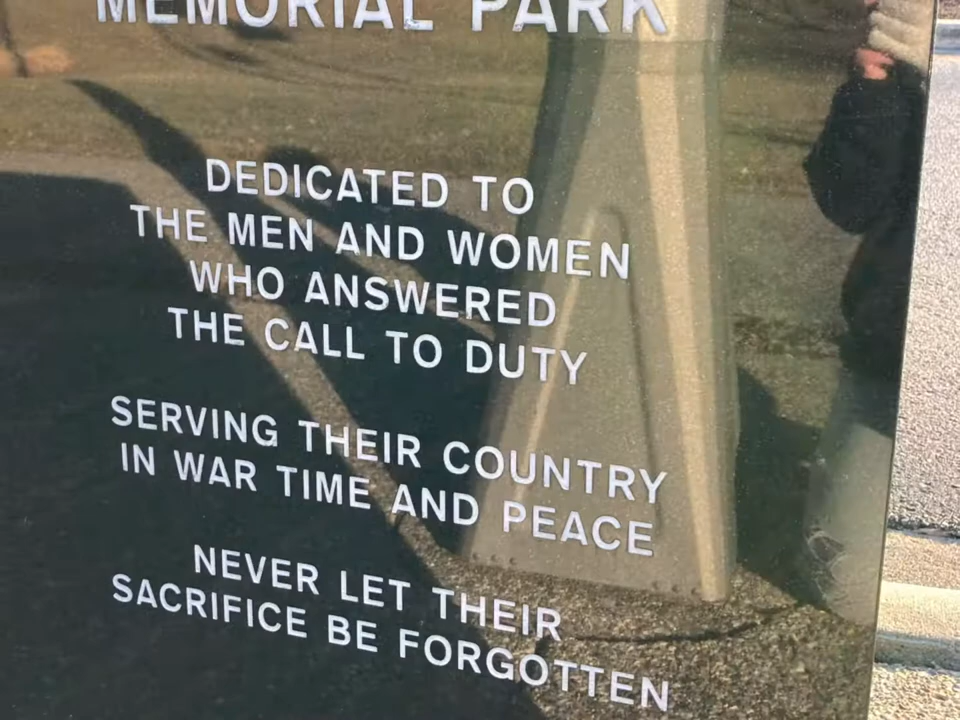 MEMORIAL PARK
DEDICATED TO
THE MEN AND WOMEN
WHO ANSWERED
THE CALL TO DUTY
SERVING THEIR COUNTRY
IN WAR TIME AND PEACE
NEVER LET THEIR
SACRIFICE BE FORGOTTEN